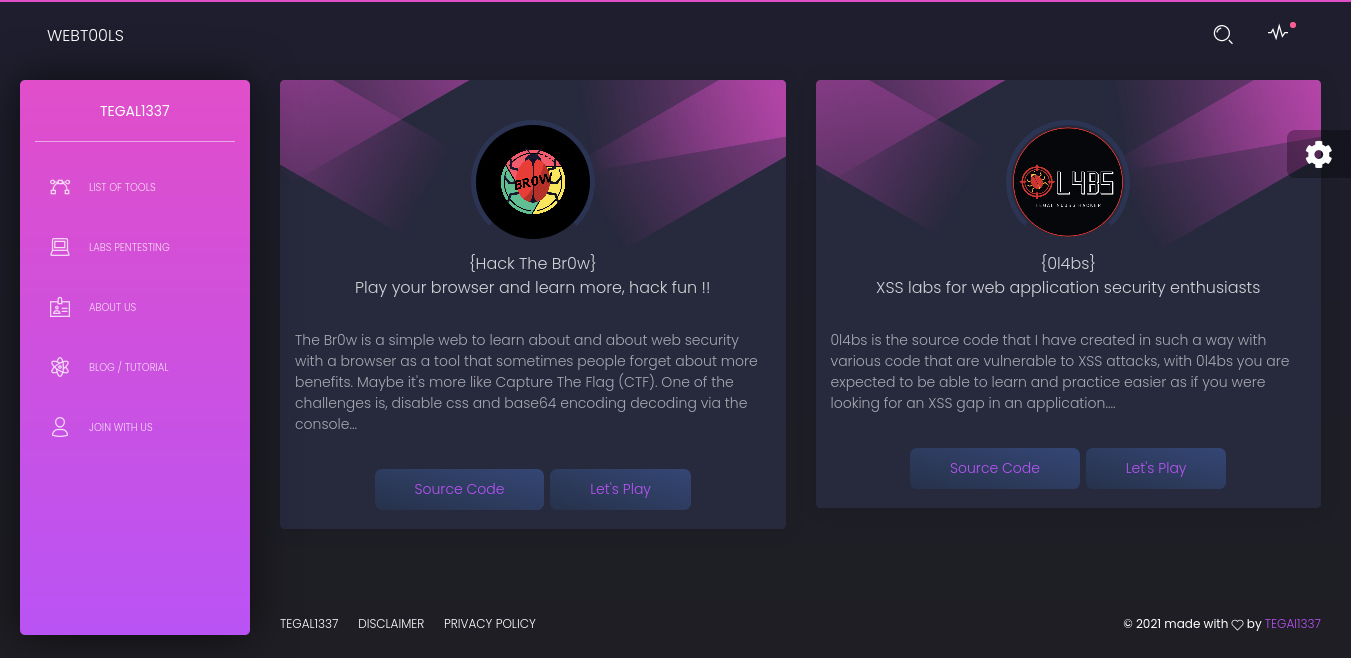 WEBT00LS
TEGAL1337
LIST OF TOOLS
LABS PENTESTING
ABOUT US
BLOG / TUTORIAL
JOIN WITH US
BR0W
{Hack The Br0w}
Play your browser and learn more, hack fun !!
The Br0w is a simple web to learn about and about web security
with a browser as a tool that sometimes people forget about more
benefits. Maybe it's more like Capture The Flag (CTF). One of the
challenges is, disable css and base64 encoding decoding via the
console...
Source Code
Let's Play
L4BS
{0l4bs}
XSS labs for web application security enthusiasts
0l4bs is the source code that I have created in such a way with
various code that are vulnerable to XSS attacks, with 0l4bs you are
expected to be able to learn and practice easier as if you were
looking for an XSS gap in an application....
Source Code
Let's Play
TEGAL1337
DISCLAIMER
PRIVACY POLICY
© 2021 made with by TEGAl1337